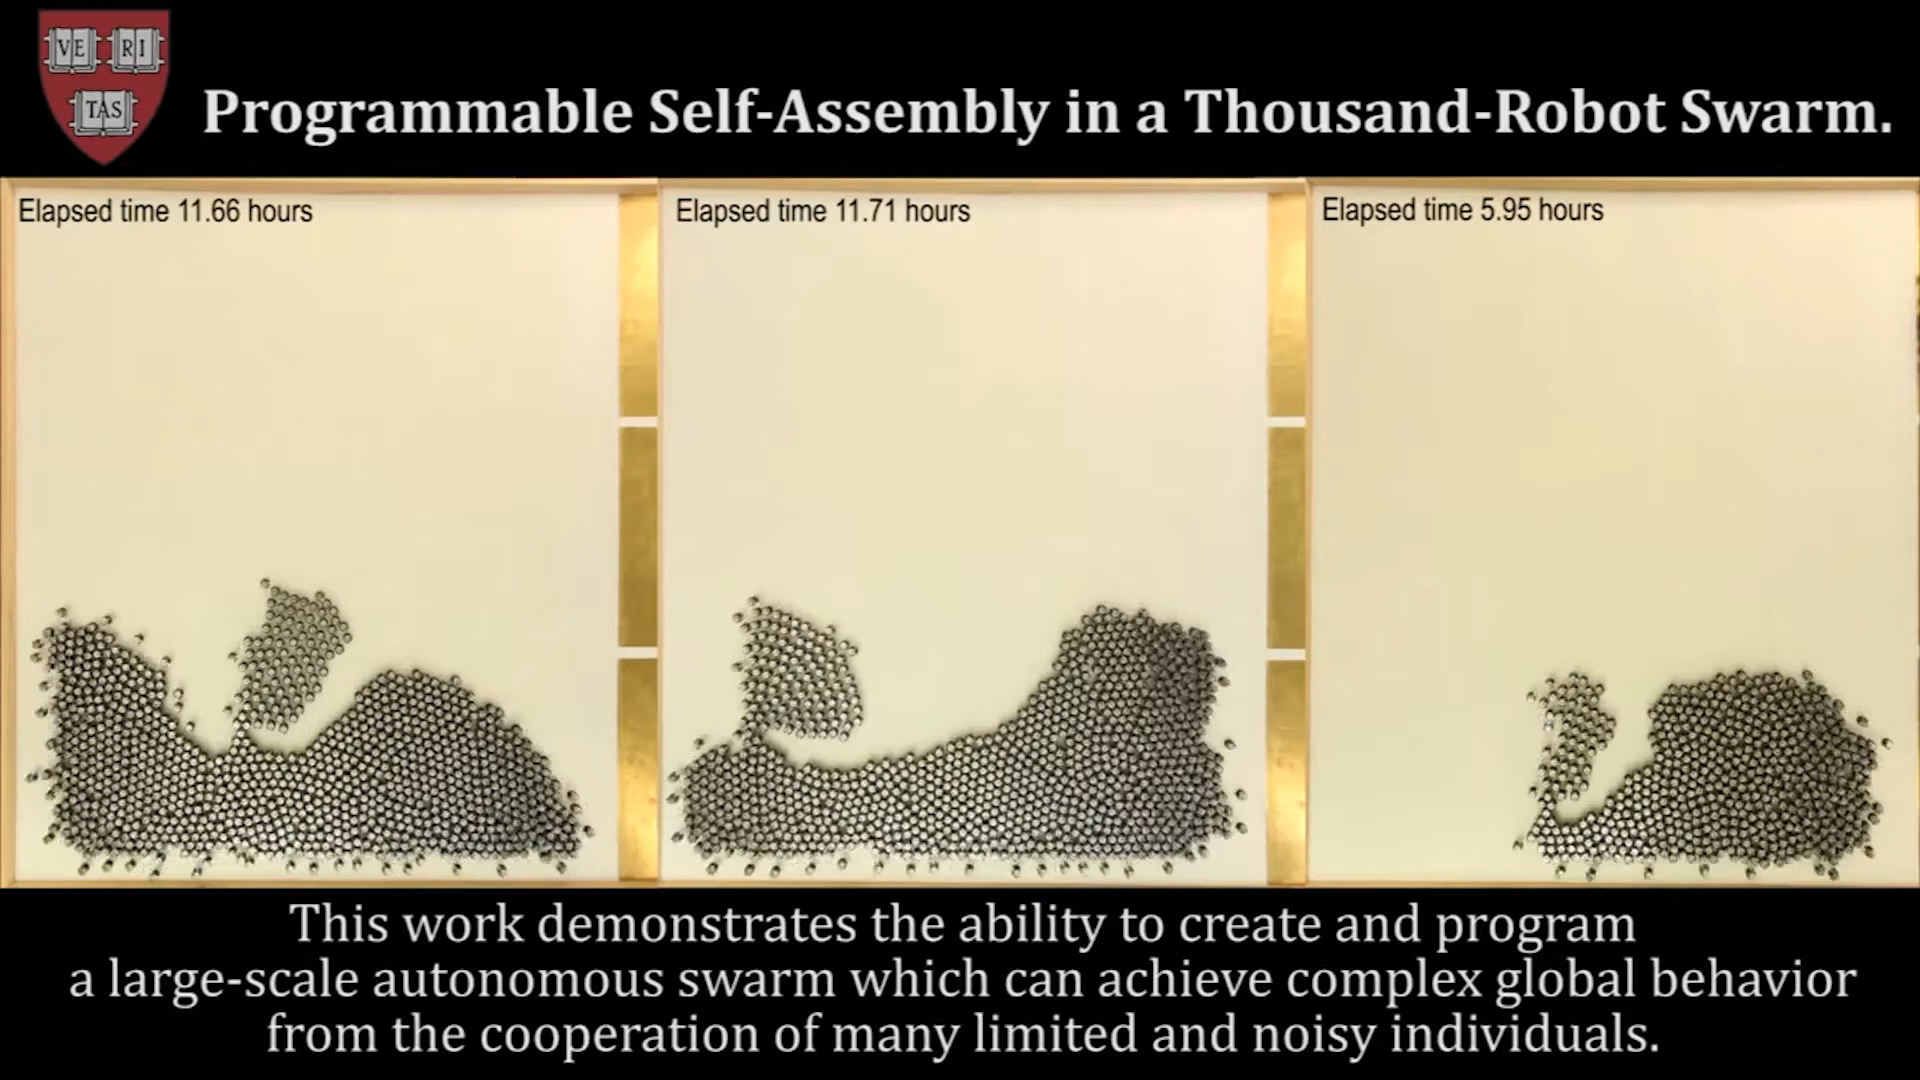 VE RI
TAS
Programmable Self-Assembly in a Thousand-Robot Swarm.
Elapsed time 11.66 hours
Elapsed time 11.71 hours
Elapsed time 5.95 hours
This work demonstrates the ability to create and program
a large-scale autonomous swarm which can achieve complex global behavior
from the cooperation of many limited and noisy individuals.